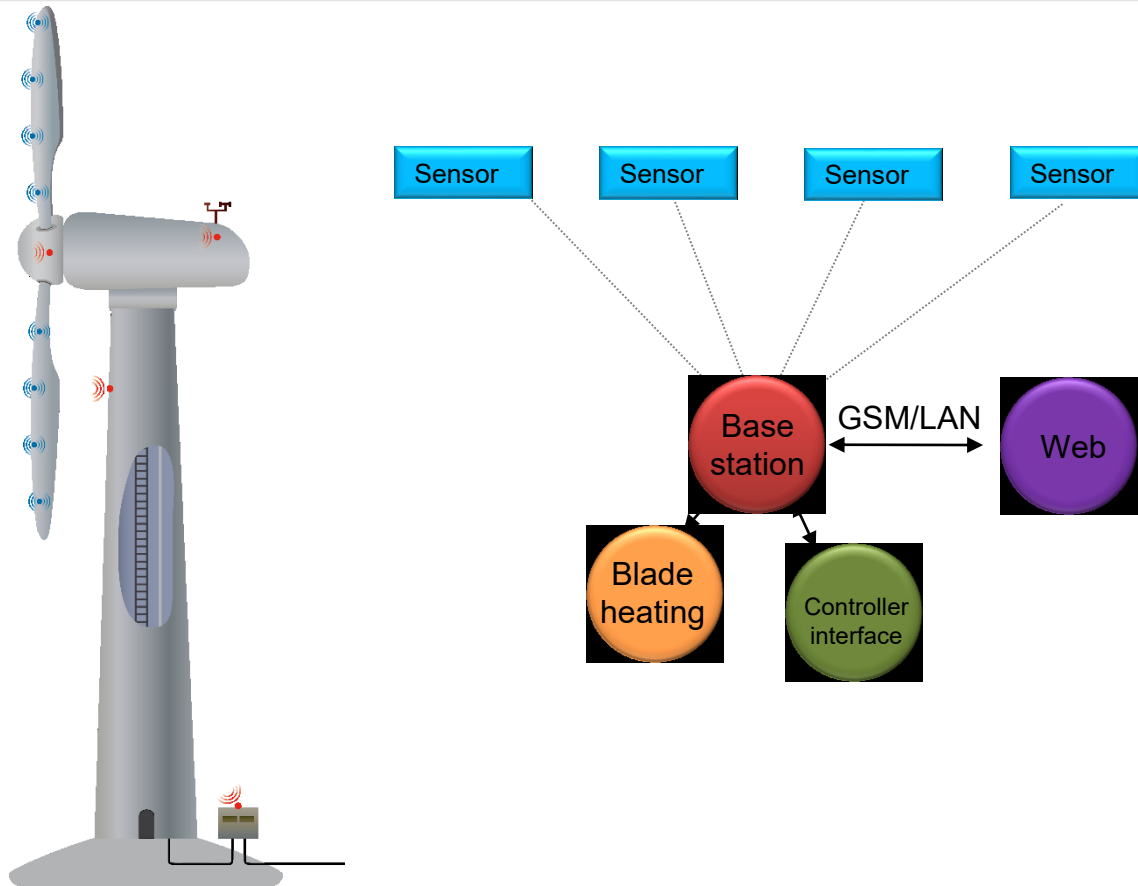 Sensor
Sensor
Sensor
Sensor
Base
station
GSM/LAN
Web
Blade
heating
Controller
interface